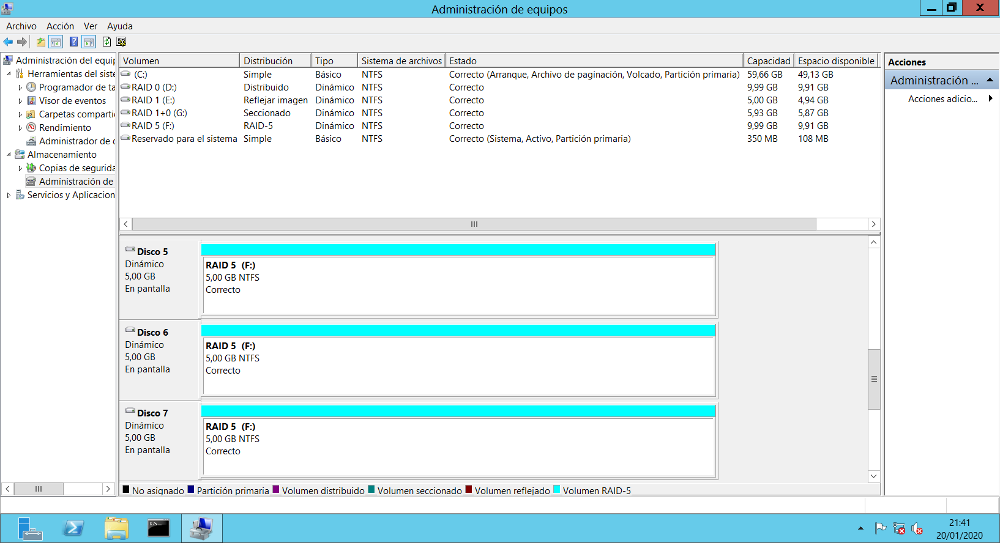 Administración de equipos
Archivo Acción Ver Ayuda
Administración del equip
Herramientas del siste
Programador de ta
Visor de eventos
Carpetas comparti
Rendimiento
Administrador de d
Almacenamiento
Copias de segurida
Administración de
Servicios y Aplicacion
Volumen Distribución Tipo Sistema de archivos Estado Capacidad Espacio disponible
(C:) Simple Básico NTFS Correcto (Arranque, Archivo de paginación, Volcado, Partición primaria) 59,66 GB 49,13 GB
RAID 0 (D:) Distribuido Dinámico NTFS Correcto 9,99 GB 9,91 GB
RAID 1 (E:) Reflejar imagen Dinámico NTFS Correcto 5,00 GB 4,94 GB
RAID 1+0 (G:) Seccionado Dinámico NTFS Correcto 5,93 GB 5,87 GB
RAID 5 (F:) RAID-5 Dinámico NTFS Correcto 9,99 GB 9,91 GB
Reservado para el sistema Simple Básico NTFS Correcto (Sistema, Activo, Partición primaria) 350 MB 108 MB
Disco 5
Dinámico
5,00 GB
En pantalla
RAID 5 (F:)
5,00 GB NTFS
Correcto
Disco 6
Dinámico
5,00 GB
En pantalla
RAID 5 (F:)
5,00 GB NTFS
Correcto
Disco 7
Dinámico
5,00 GB
En pantalla
RAID 5 (F:)
5,00 GB NTFS
Correcto
No asignado Partición primaria Volumen distribuido Volumen seccionado Volumen reflejado Volumen RAID-5
Acciones
Administración ...
Acciones adicio...
21:41
20/01/2020